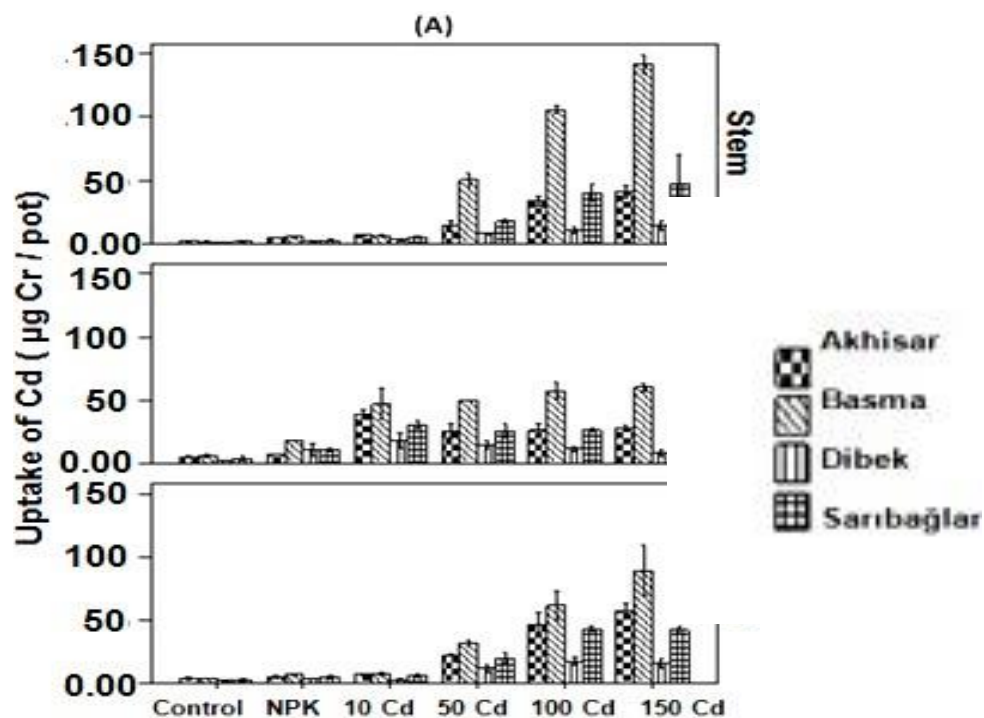 (A)
.150
.100
50
0.00
Stem
150
100
50
0.00
Uptake of Cd ( µg Cr / pot)
150
100
50
0.00
Control NPK 10 Cd 50 Cd 100 Cd 150 Cd
Akhisar
Basma
Dibek
Sarıbağlar